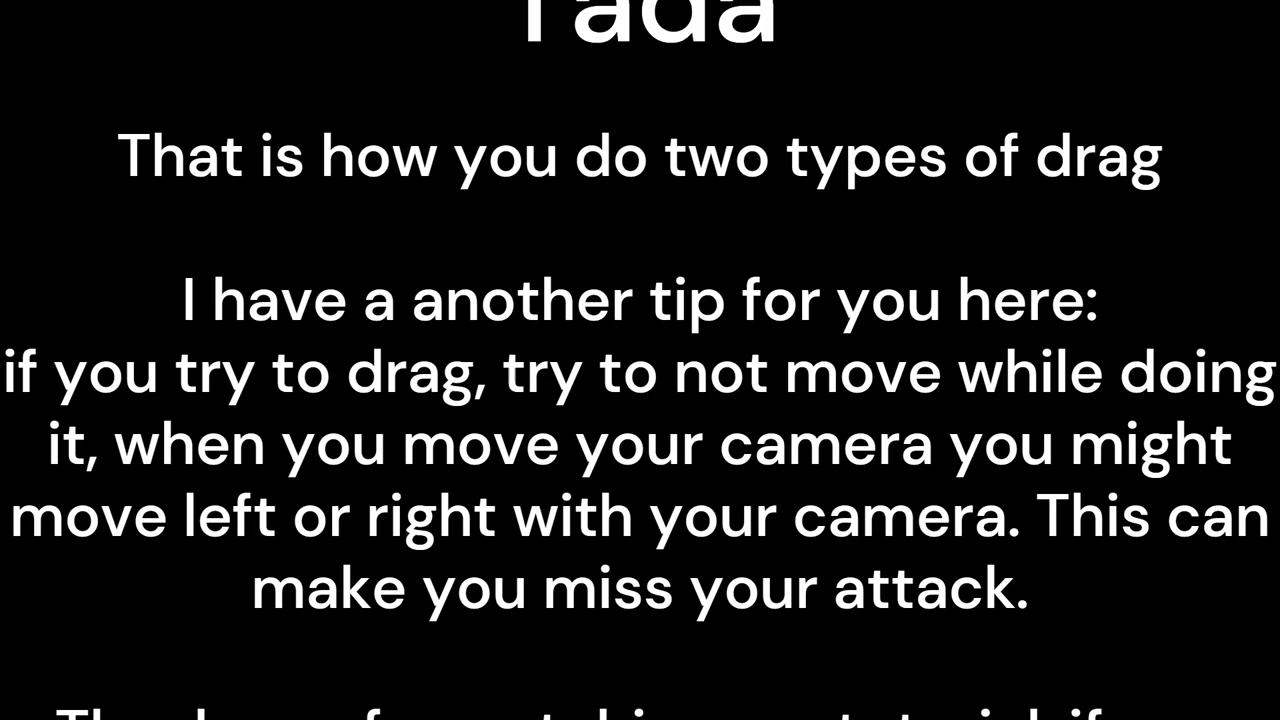 Tada
That is how you do two types of drag
I have a another tip for you here:
if you try to drag, try to not move while doing
it, when you move your camera you might
move left or right with your camera. This can
make you miss your attack.